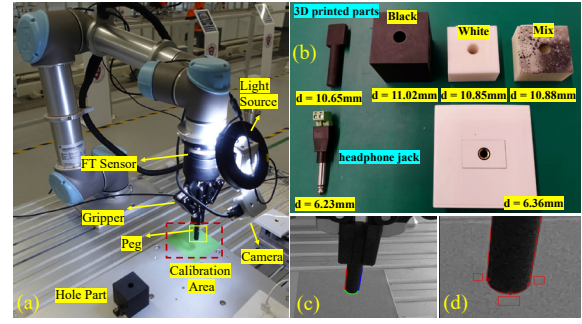 Light
Source
FT Sensor
Gripper
Peg
Camera
Calibration
Area
Hole Part
(a)
3D printed parts
(b)
Black
White
Mix
d = 10.65mm
d = 11.02mm
d = 10.85mm
d = 10.88mm
headphone jack
d = 6.23mm
d = 6.36mm
(c)
(d)